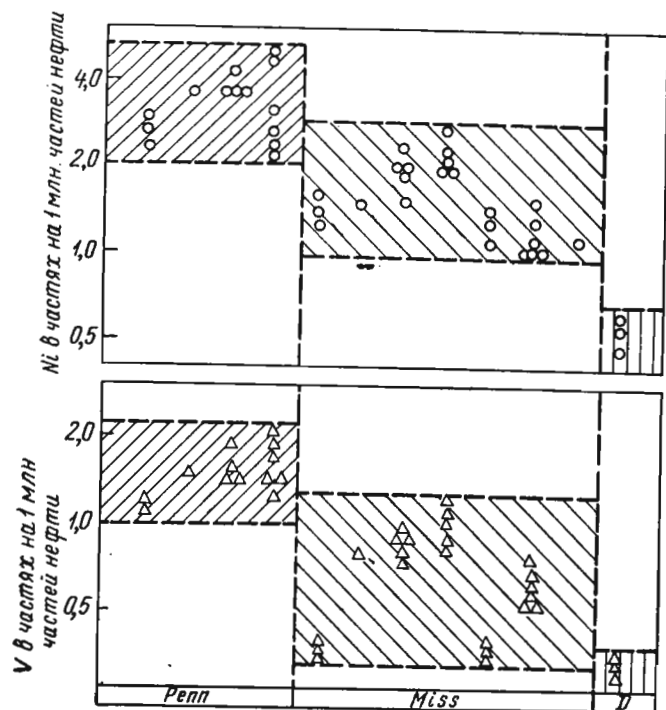 Ni в частях на 1 млн. частей нефти
4,0
2,0
1,0
0,5
V в частях на 1 млн
частей нефти
2,0
1,0
0,5
Penn
Miss
D